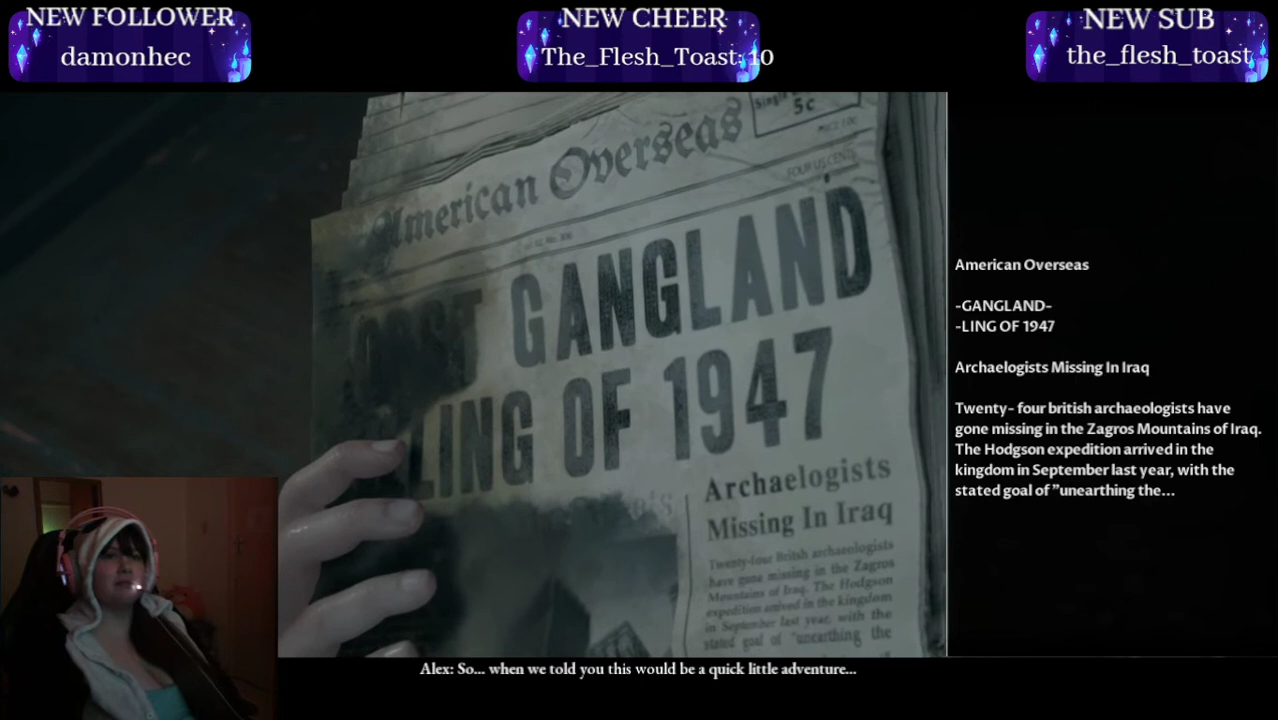 NEW FOLLOWER
damonhec
NEW CHEER
The_Flesh_Toast: 10
NEW SUB
the_flesh_toast
Single
5c
American Overseas
FOUR US CENTS
GANGLAND
LING OF 1947
Archaelogists
Missing In Iraq
Twenty-four British archaeologists
have gone missing in the Zagros
Mountains of Iraq. The Hodgson
expedition arrived in the kingdom
in September last year, with the
stated goal of "unearthing the
American Overseas
-GANGLAND-
-LING OF 1947
Archaelogists Missing In Iraq
Twenty- four british archaeologists have
gone missing in the Zagros Mountains of Iraq.
The Hodgson expedition arrived in the
kingdom in September last year, with the
stated goal of "unearthing the...
Alex: So... when we told you this would be a quick little adventure...